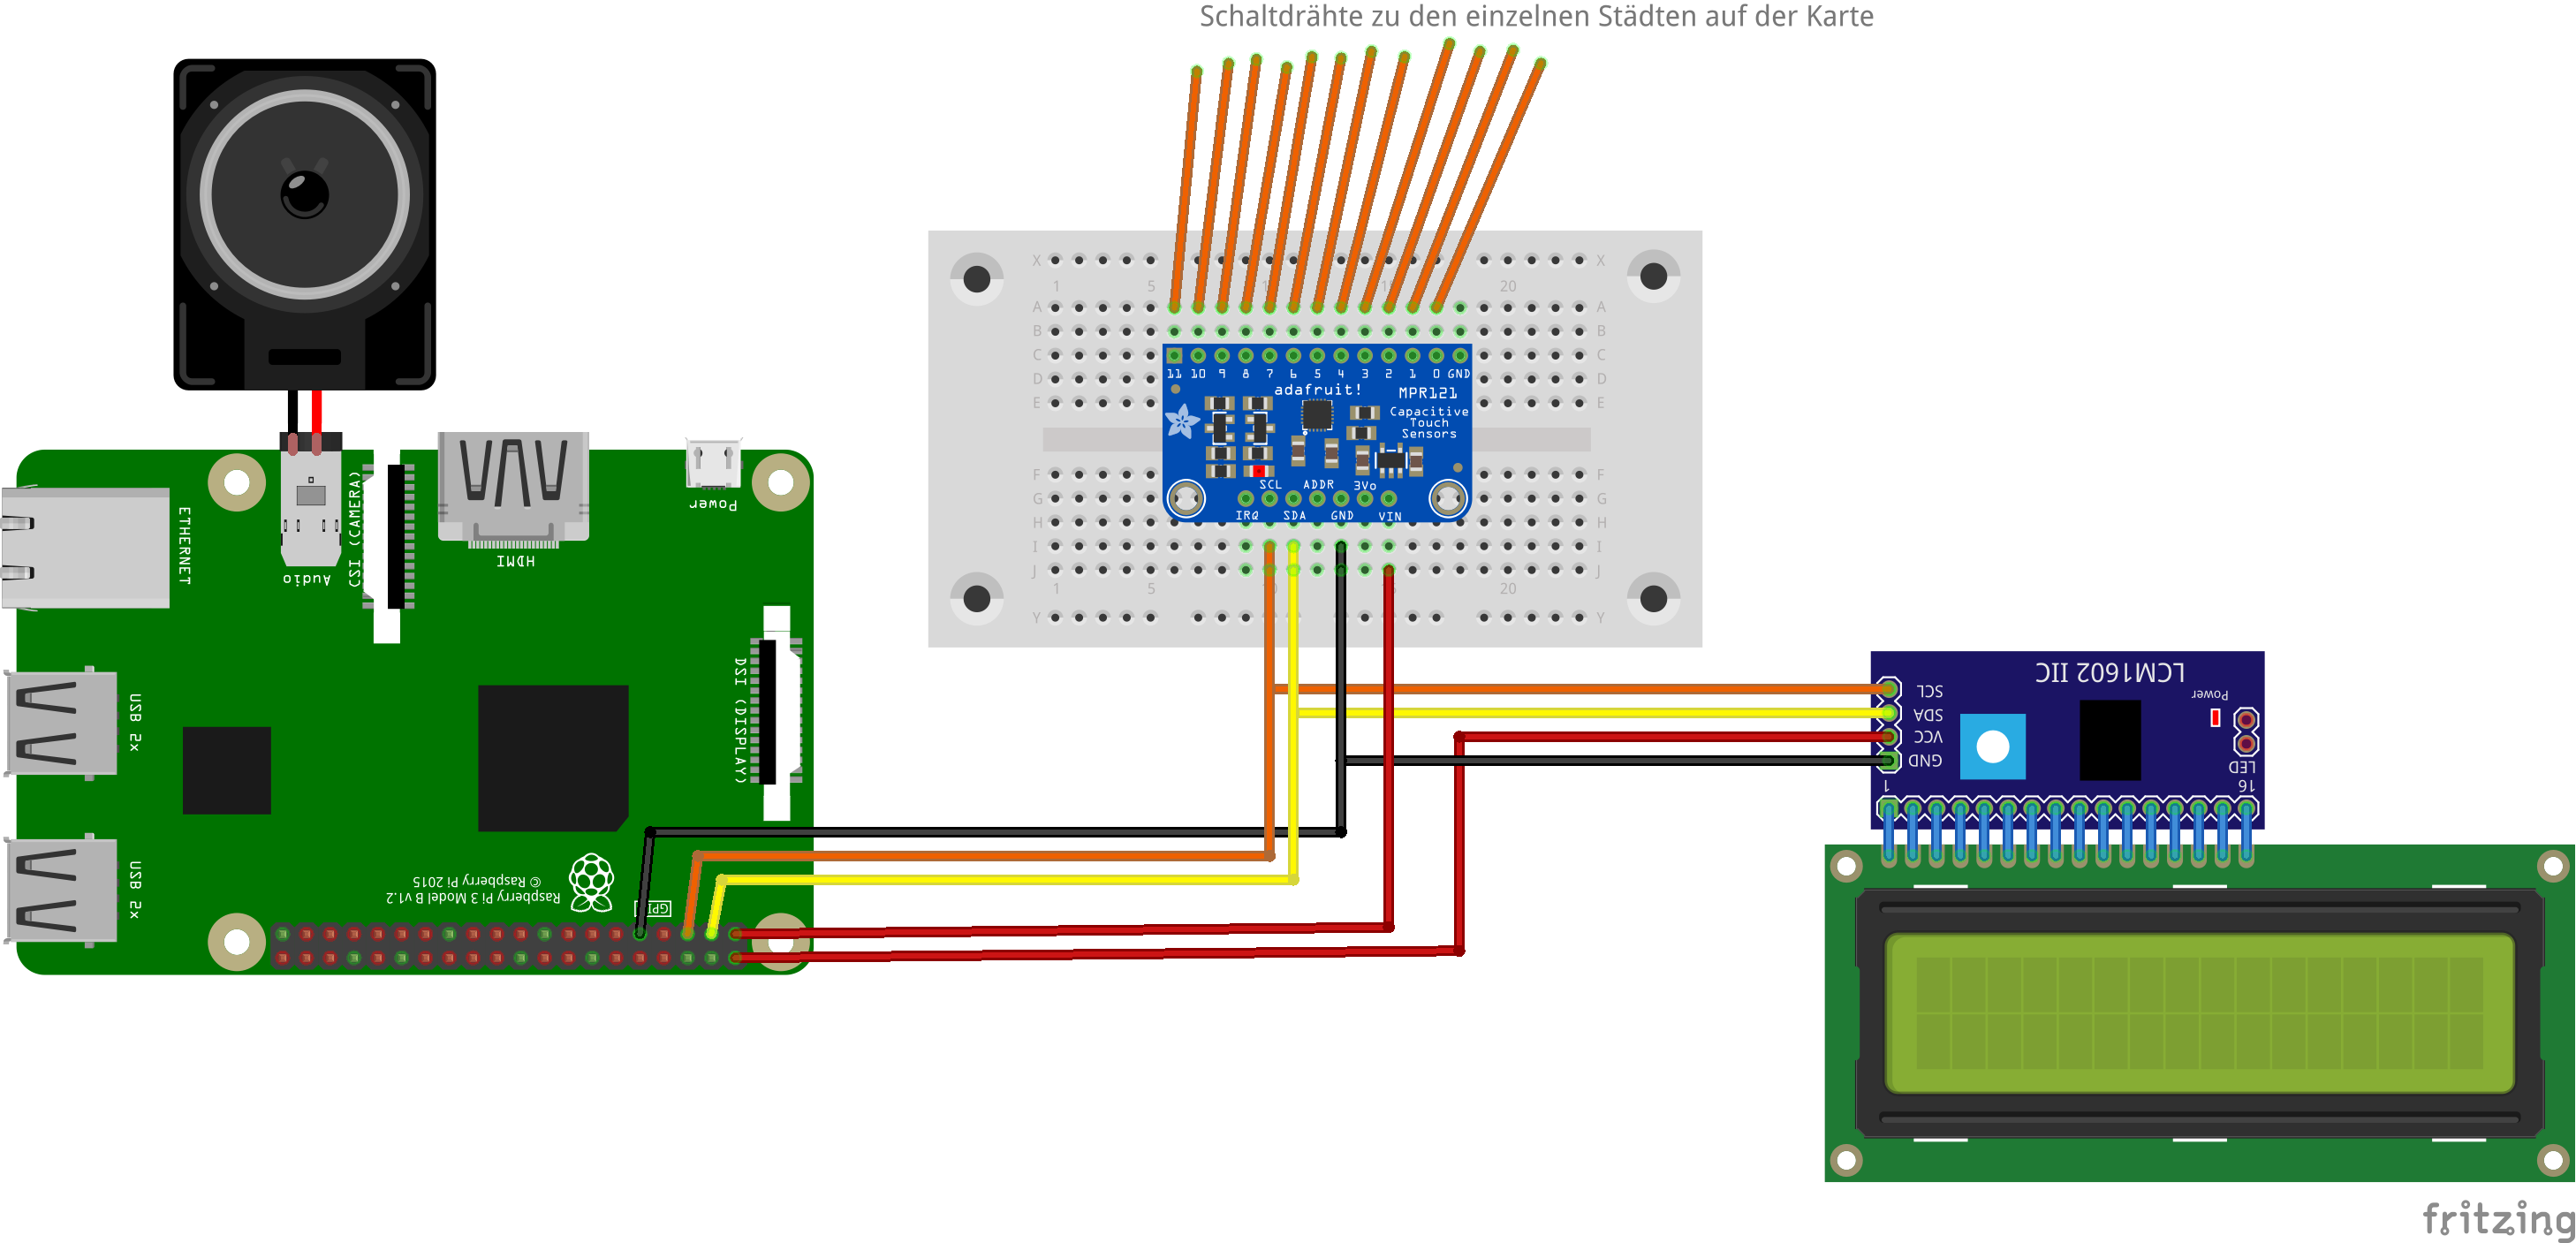 Schaltdrähte zu den einzelnen Städten auf der Karte
X
X
1
5
20
A
A
B
B
C
C
D
D
E
E
11 10 9 8 7 6 5 4 3 2 1 0 GND
adafruit!
MPR121
Capacitive
Touch
Sensors
SCL ADDR 3Vo
IRQ SDA GND VIN
F
F
G
G
H
H
I
I
J
J
1
5
20
Y
Y
ETHERNET
Audio
CSI (CAMERA)
HDMI
Power
USB 2x
USB 2x
DSI (DISPLAY)
Raspberry Pi 3 Model B v1.2
© Raspberry Pi 2015
GPIO
LCM1602 IIC
SCL
SDA
VCC
GND
Power
LED
1
16
fritzing